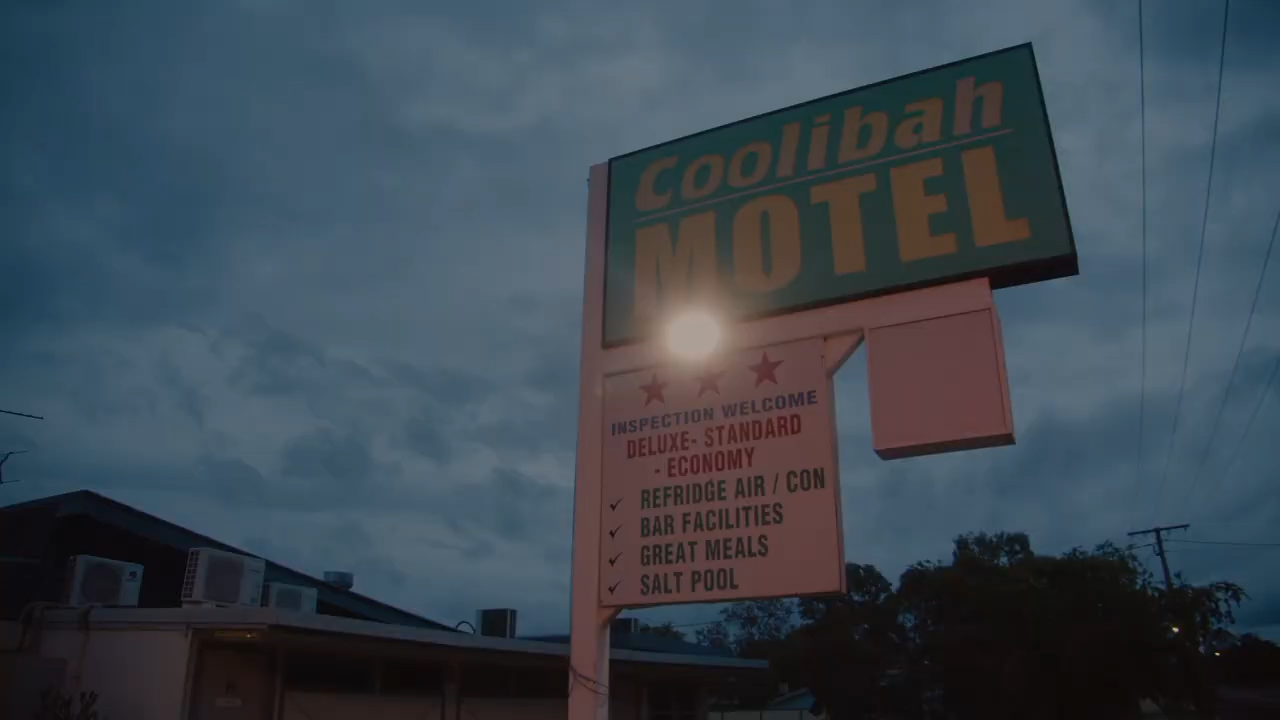 Coolibah
MOTEL
INSPECTION WELCOME
DELUXE- STANDARD
- ECONOMY
✓ REFRIDGE AIR / CON
✓ BAR FACILITIES
✓ GREAT MEALS
✓ SALT POOL